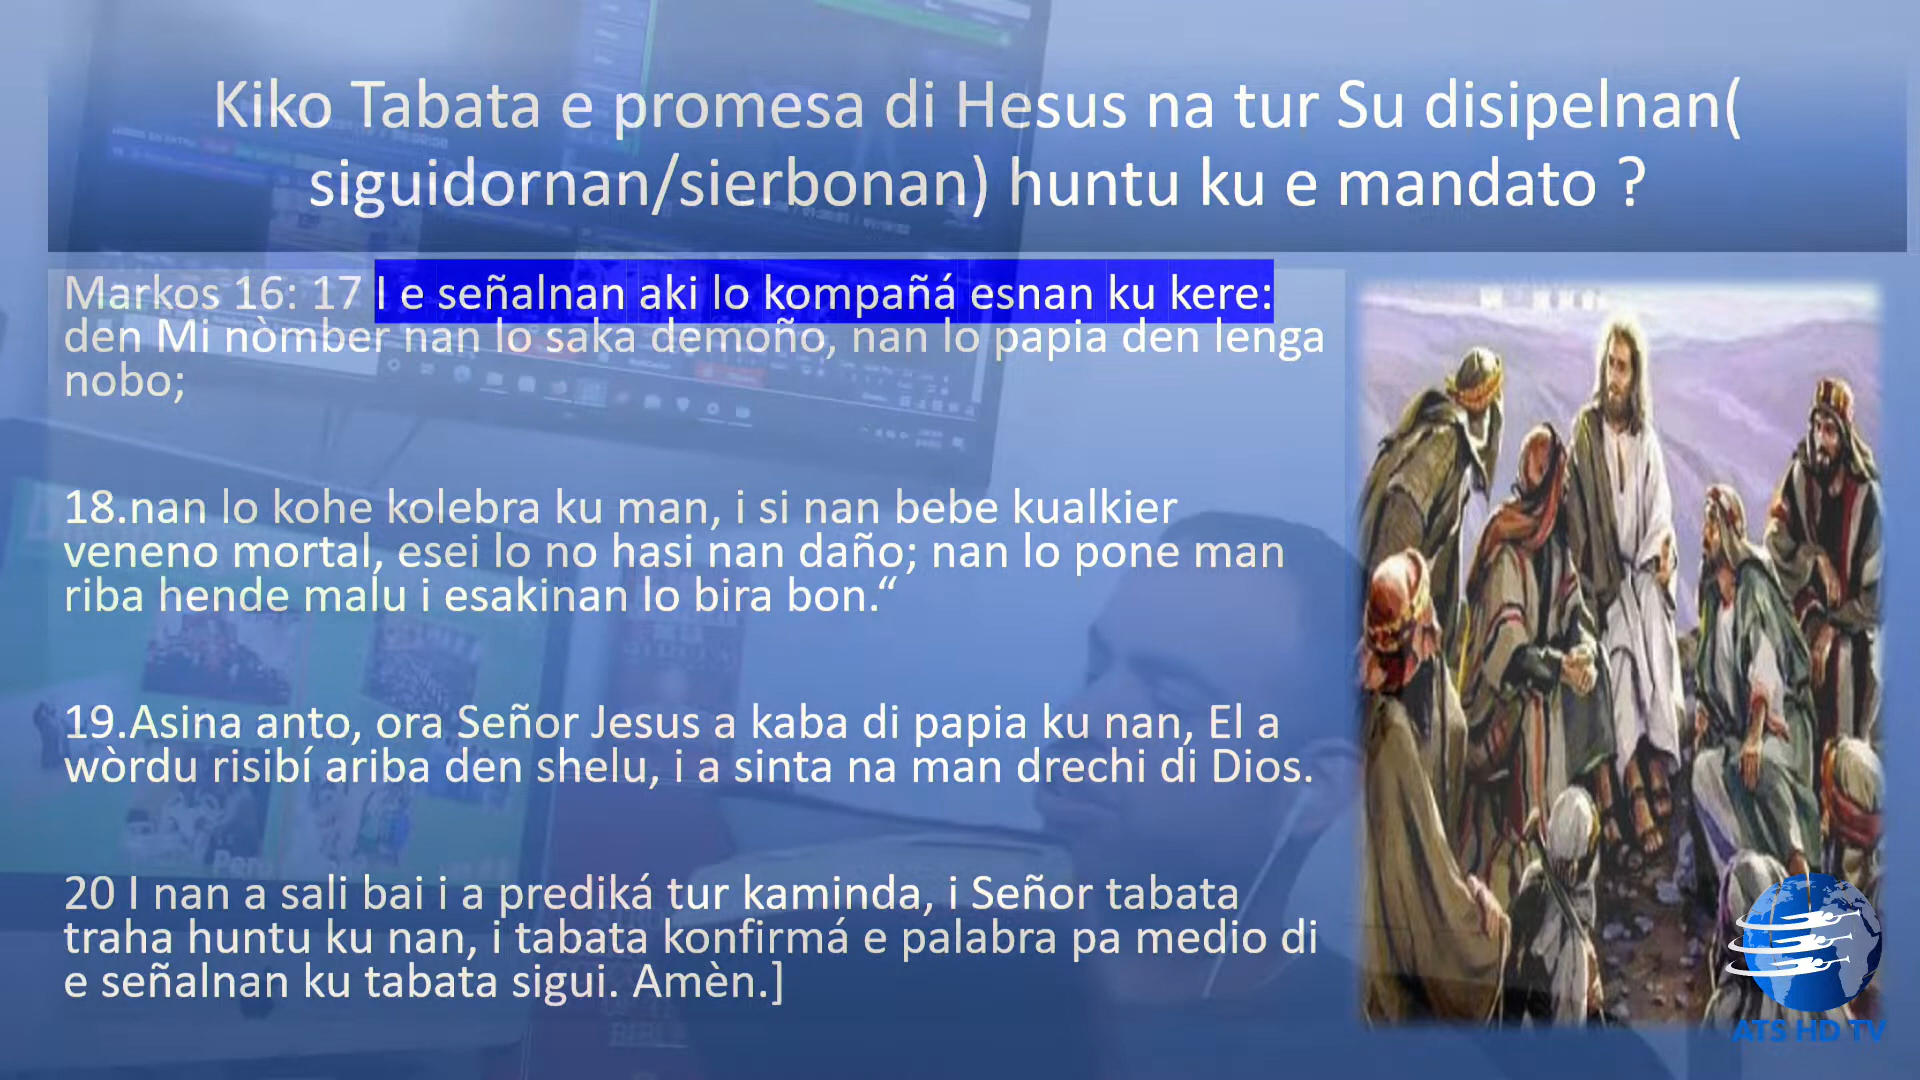 Kiko Tabata e promesa di Hesus na tur Su disipelnan(
siguidornan/sierbonan) huntu ku e mandato ?
Markos 16: 17 I e señalnan aki lo kompañá esnan ku kere:
den Mi nòmber nan lo saka demoño, nan lo papia den lenga
nobo;
18.nan lo kohe kolebra ku man, i si nan bebe kualkier
veneno mortal, esei lo no hasi nan daño; nan lo pone man
riba hende malu i esakinan lo bira bon.“
19.Asina anto, ora Señor Jesus a kaba di papia ku nan, El a
wòrdu risibí ariba den shelu, i a sinta na man drechi di Dios.
20 I nan a sali bai i a prediká tur kaminda, i Señor tabata
traha huntu ku nan, i tabata konfirmá e palabra pa medio di
e señalnan ku tabata sigui. Amèn.]
ATS HD TV